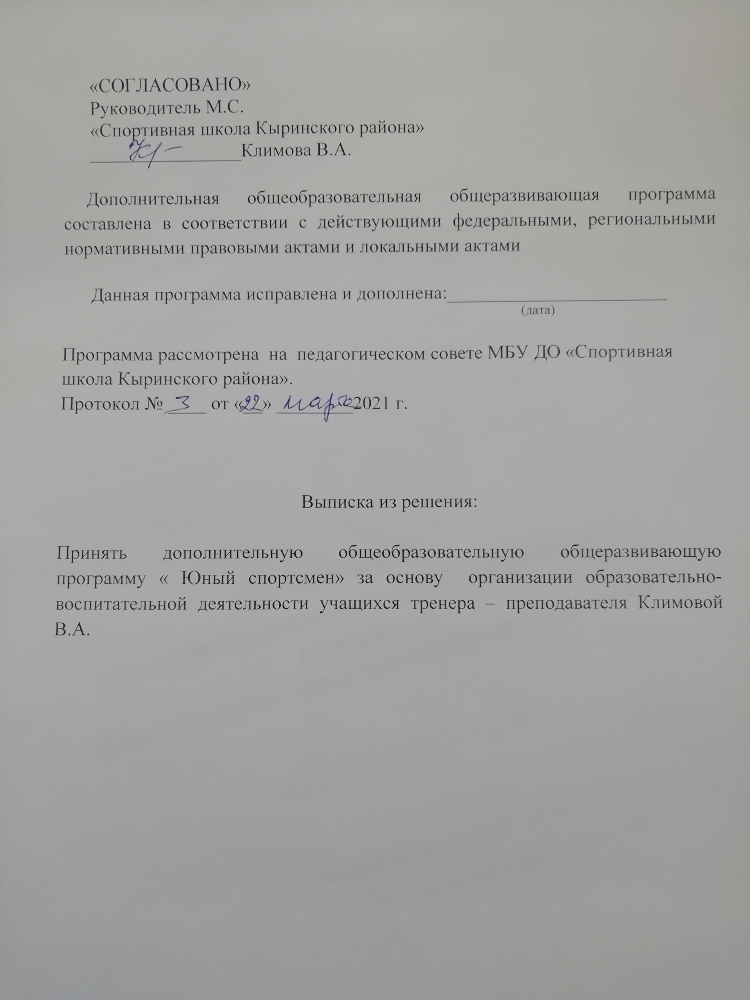 «СОГЛАСОВАНО»
Руководитель М.С.
«Спортивная школа Кыринского района»
_______________Климова В.А.
Дополнительная общеобразовательная общеразвивающая программа
составлена в соответствии с действующими федеральными, региональными
нормативными правовыми актами и локальными актами
Данная программа исправлена и дополнена:_______________________
(дата)
Программа рассмотрена на педагогическом совете МБУ ДО «Спортивная
школа Кыринского района».
Протокол № 3 от «22» марта 2021 г.
Выписка из решения:
Принять дополнительную общеобразовательную общеразвивающую
программу « Юный спортсмен» за основу организации образовательно-
воспитательной деятельности учащихся тренера – преподавателя Климовой
В.А.